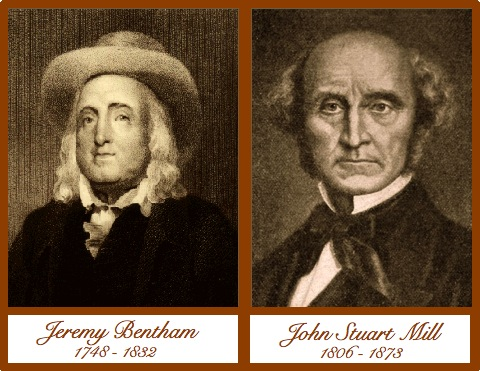 Jeremy Bentham
1748 - 1832
John Stuart Mill
1806 - 1873